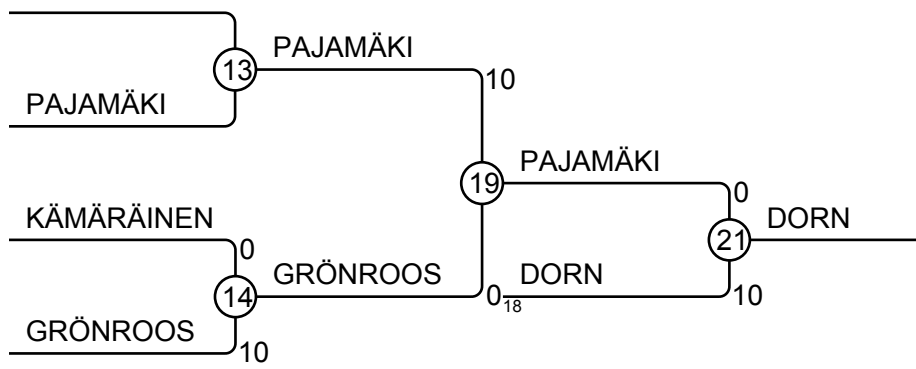 PAJAMÄKI
13
10
PAJAMÄKI
PAJAMÄKI
19
0
KÄMÄRÄINEN
DORN
21
0
GRÖNROOS
DORN
14
0
18
10
GRÖNROOS
10